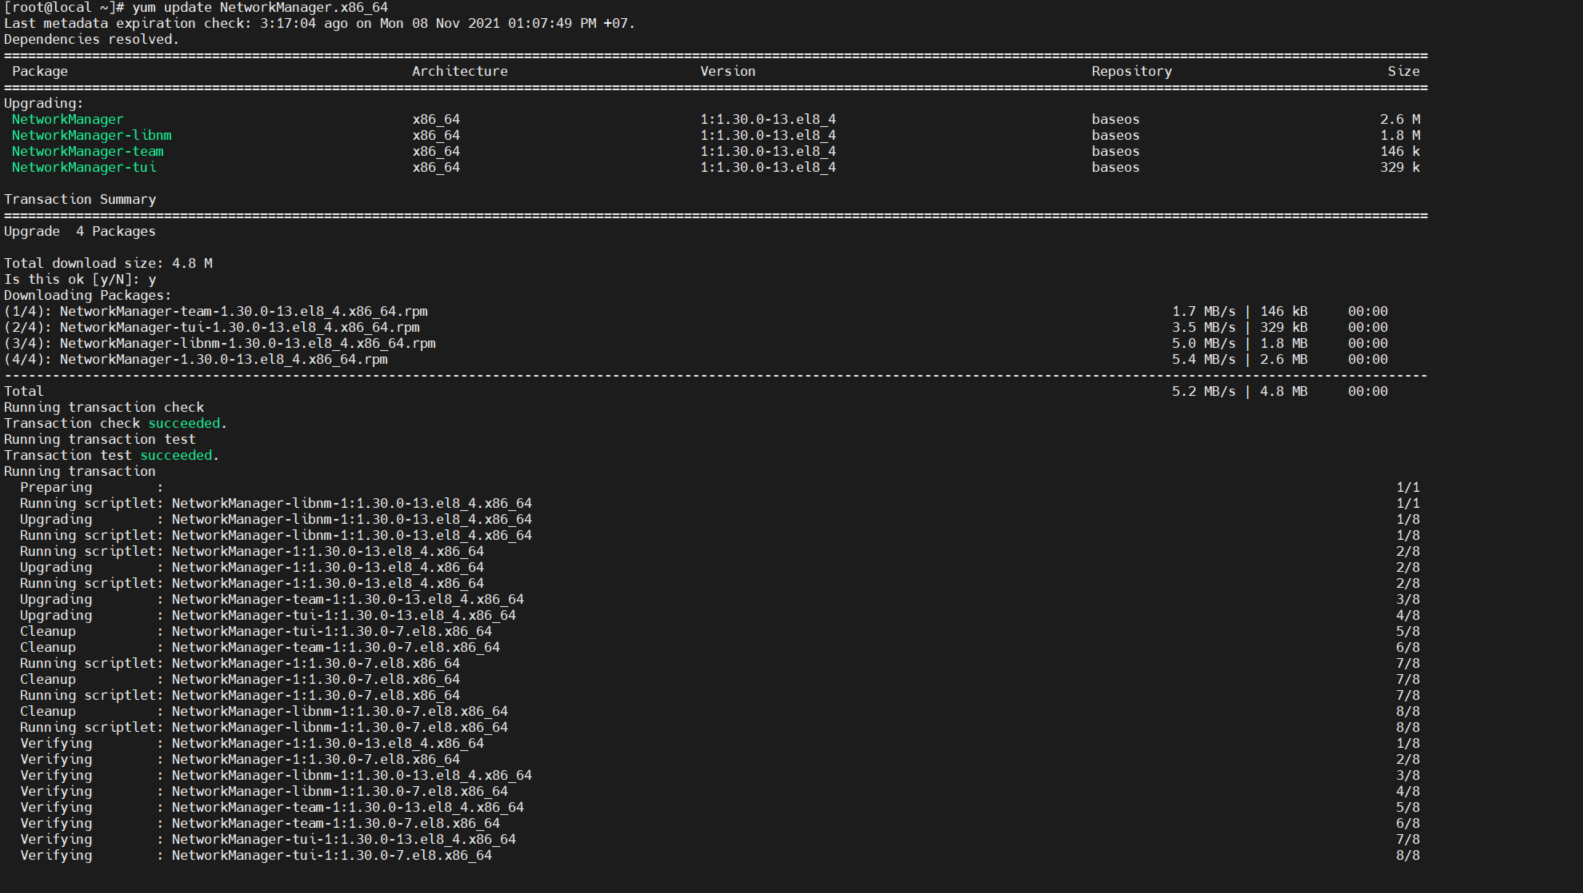 [root@local ~]# yum update NetworkManager.x86_64
Last metadata expiration check: 3:17:04 ago on Mon 08 Nov 2021 01:07:49 PM +07.
Dependencies resolved.
================================================================================
Package Architecture Version Repository Size
================================================================================
Upgrading:
NetworkManager x86_64 1:1.30.0-13.el8_4 baseos 2.6 M
NetworkManager-libnm x86_64 1:1.30.0-13.el8_4 baseos 1.8 M
NetworkManager-team x86_64 1:1.30.0-13.el8_4 baseos 146 k
NetworkManager-tui x86_64 1:1.30.0-13.el8_4 baseos 329 k
Transaction Summary
================================================================================
Upgrade  4 Packages
Total download size: 4.8 M
Is this ok [y/N]: y
Downloading Packages:
(1/4): NetworkManager-team-1.30.0-13.el8_4.x86_64.rpm 1.7 MB/s | 146 kB 00:00
(2/4): NetworkManager-tui-1.30.0-13.el8_4.x86_64.rpm 3.5 MB/s | 329 kB 00:00
(3/4): NetworkManager-libnm-1.30.0-13.el8_4.x86_64.rpm 5.0 MB/s | 1.8 MB 00:00
(4/4): NetworkManager-1.30.0-13.el8_4.x86_64.rpm 5.4 MB/s | 2.6 MB 00:00
--------------------------------------------------------------------------------
Total 5.2 MB/s | 4.8 MB 00:00
Running transaction check
Transaction check succeeded.
Running transaction test
Transaction test succeeded.
Running transaction
Preparing : 1/1
Running scriptlet: NetworkManager-libnm-1:1.30.0-13.el8_4.x86_64 1/1
Upgrading : NetworkManager-libnm-1:1.30.0-13.el8_4.x86_64 1/8
Running scriptlet: NetworkManager-libnm-1:1.30.0-13.el8_4.x86_64 1/8
Running scriptlet: NetworkManager-1:1.30.0-13.el8_4.x86_64 2/8
Upgrading : NetworkManager-1:1.30.0-13.el8_4.x86_64 2/8
Running scriptlet: NetworkManager-1:1.30.0-13.el8_4.x86_64 2/8
Upgrading : NetworkManager-team-1:1.30.0-13.el8_4.x86_64 3/8
Upgrading : NetworkManager-tui-1:1.30.0-13.el8_4.x86_64 4/8
Cleanup : NetworkManager-tui-1:1.30.0-7.el8.x86_64 5/8
Cleanup : NetworkManager-team-1:1.30.0-7.el8.x86_64 6/8
Running scriptlet: NetworkManager-1:1.30.0-7.el8.x86_64 7/8
Cleanup : NetworkManager-1:1.30.0-7.el8.x86_64 7/8
Running scriptlet: NetworkManager-1:1.30.0-7.el8.x86_64 7/8
Cleanup : NetworkManager-libnm-1:1.30.0-7.el8.x86_64 8/8
Running scriptlet: NetworkManager-libnm-1:1.30.0-7.el8.x86_64 8/8
Verifying : NetworkManager-1:1.30.0-13.el8_4.x86_64 1/8
Verifying : NetworkManager-1:1.30.0-7.el8.x86_64 2/8
Verifying : NetworkManager-libnm-1:1.30.0-13.el8_4.x86_64 3/8
Verifying : NetworkManager-libnm-1:1.30.0-7.el8.x86_64 4/8
Verifying : NetworkManager-team-1:1.30.0-13.el8_4.x86_64 5/8
Verifying : NetworkManager-team-1:1.30.0-7.el8.x86_64 6/8
Verifying : NetworkManager-tui-1:1.30.0-13.el8_4.x86_64 7/8
Verifying : NetworkManager-tui-1:1.30.0-7.el8.x86_64 8/8